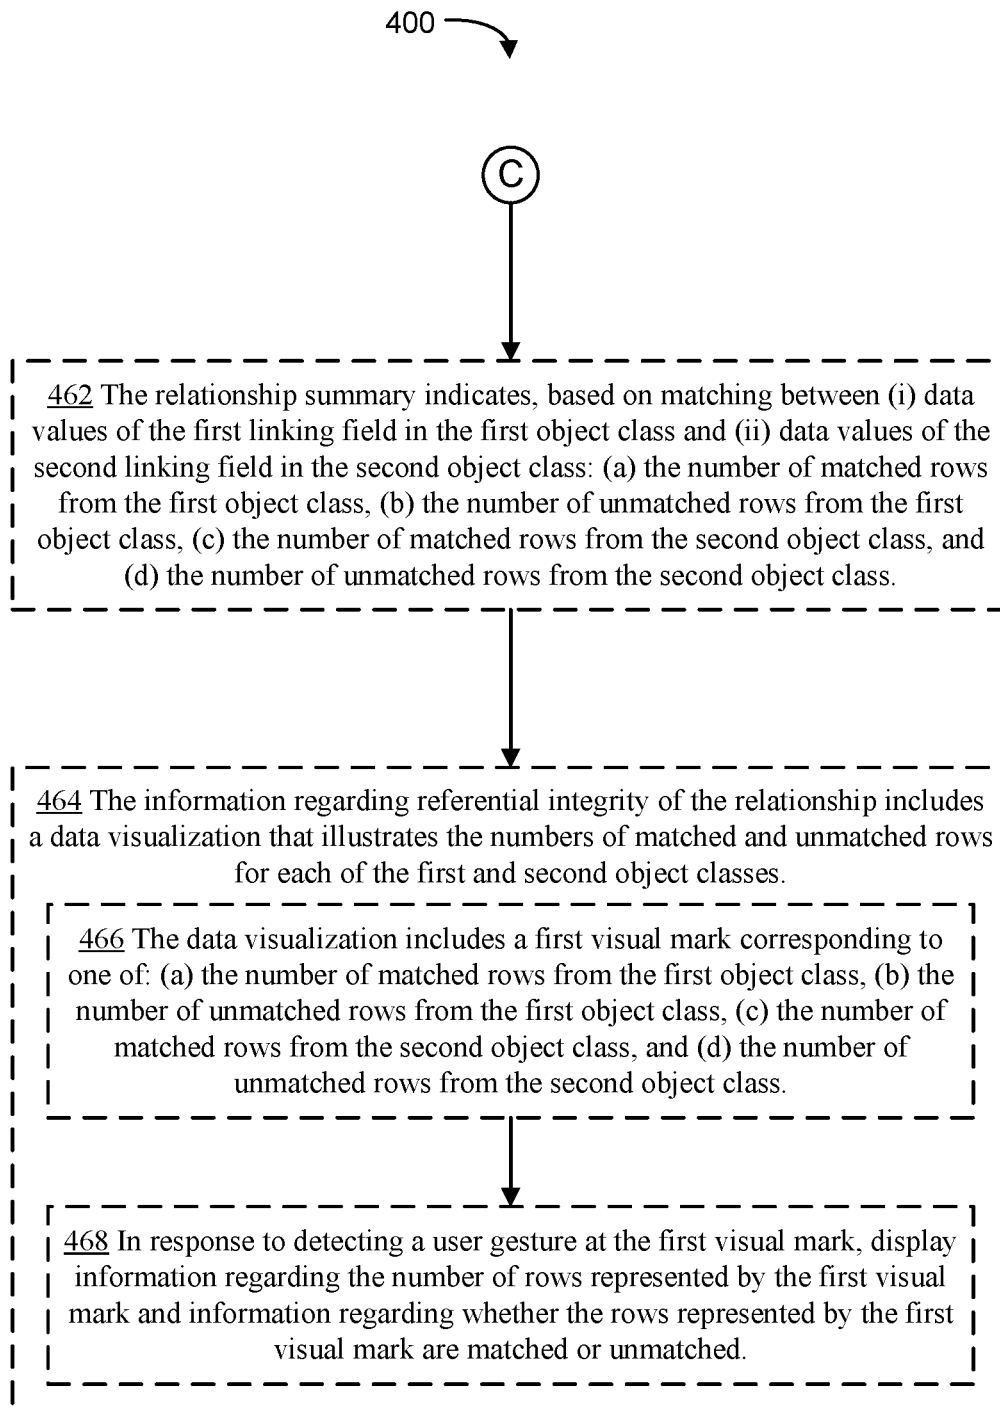 400
C
462 The relationship summary indicates, based on matching between (i) data
values of the first linking field in the first object class and (ii) data values of the
second linking field in the second object class: (a) the number of matched rows
from the first object class, (b) the number of unmatched rows from the first
object class, (c) the number of matched rows from the second object class, and
(d) the number of unmatched rows from the second object class.
464 The information regarding referential integrity of the relationship includes
a data visualization that illustrates the numbers of matched and unmatched rows
for each of the first and second object classes.
466 The data visualization includes a first visual mark corresponding to
one of: (a) the number of matched rows from the first object class, (b) the
number of unmatched rows from the first object class, (c) the number of
matched rows from the second object class, and (d) the number of
unmatched rows from the second object class.
468 In response to detecting a user gesture at the first visual mark, display
information regarding the number of rows represented by the first visual
mark and information regarding whether the rows represented by the first
visual mark are matched or unmatched.